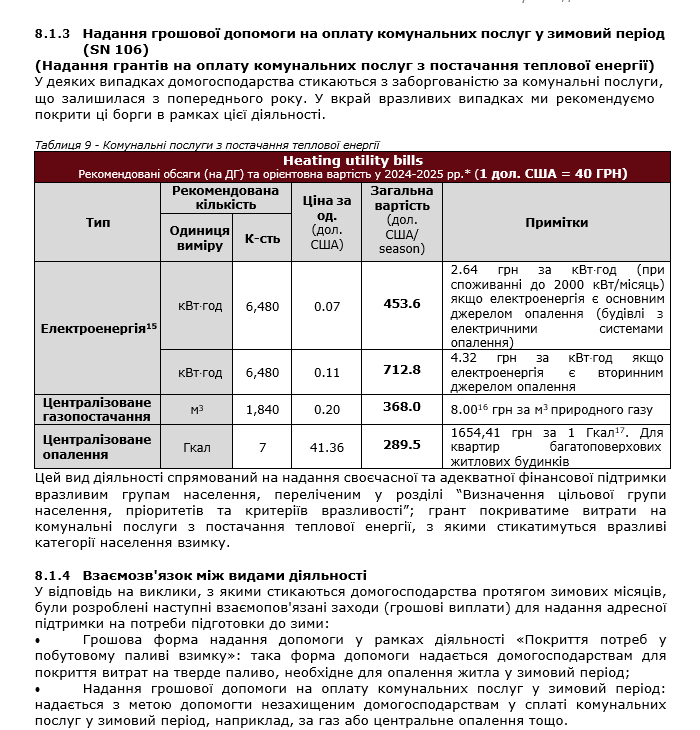 8.1.3 Надання грошової допомоги на оплату комунальних послуг у зимовий період
(SN 106)
(Надання грантів на оплату комунальних послуг з постачання теплової енергії)
У деяких випадках домогосподарства стикаються з заборгованістю за комунальні послуги,
що залишилася з попереднього року. У вкрай вразливих випадках ми рекомендуємо
покрити ці борги в рамках цієї діяльності.
Таблиця 9 - Комунальні послуги з постачання теплової енергії
Heating utility bills
Рекомендовані обсяги (на ДГ) та орієнтовна вартість у 2024-2025 рр.* (1 дол. США = 40 ГРН)
Тип
Рекомендована
кількість
Одиниця
виміру
К-сть
Ціна за
од.
(дол.
США)
Загальна
вартість
(дол.
США/
season)
Примітки
Електроенергія15
кВт·год
6,480
0.07
453.6
2.64 грн за кВт·год (при
споживанні до 2000 кВт/місяць)
якщо електроенергія є основним
джерелом опалення (будівлі з
електричними системами
опалення)
кВт·год
6,480
0.11
712.8
4.32 грн за кВт·год якщо
електроенергія є вторинним
джерелом опалення
Централізоване
газопостачання
м3
1,840
0.20
368.0
8.0016 грн за м3 природного газу
Централізоване
опалення
Гкал
7
41.36
289.5
1654,41 грн за 1 Гкал17. Для
квартир багатоповерхових
житлових будинків
Цей вид діяльності спрямований на надання своєчасної та адекватної фінансової підтримки
вразливим групам населення, переліченим у розділі “Визначення цільової групи
населення, пріоритетів та критеріїв вразливості”; грант покриватиме витрати на
комунальні послуги з постачання теплової енергії, з якими стикатимуться вразливі
категорії населення взимку.
8.1.4 Взаємозв'язок між видами діяльності
У відповідь на виклики, з якими стикаються домогосподарства протягом зимових місяців,
були розроблені наступні взаємопов'язані заходи (грошові виплати) для надання адресної
підтримки на потреби підготовки до зими:
• Грошова форма надання допомоги у рамках діяльності «Покриття потреб у
побутовому паливі взимку»: така форма допомоги надається домогосподарствам для
покриття витрат на тверде паливо, необхідне для опалення житла у зимовий період;
• Надання грошової допомоги на оплату комунальних послуг у зимовий період:
надається з метою допомогти незахищеним домогосподарствам у сплаті комунальних
послуг у зимовий період, наприклад, за газ або центральне опалення тощо.